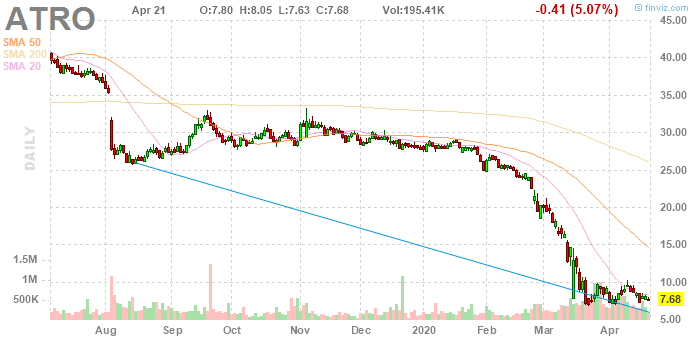 ATRO Apr 21 O:7.80 H:8.05 L:7.63 C:7.68 Vol:195.41K -0.41 (5.07%) © finviz.com
SMA 50
SMA 200
SMA 20
DAILY
45.00
40.00
35.00
30.00
25.00
20.00
15.00
10.00
7.68
5.00
1.5M
1M
500K
Aug Sep Oct Nov Dec 2020 Feb Mar Apr